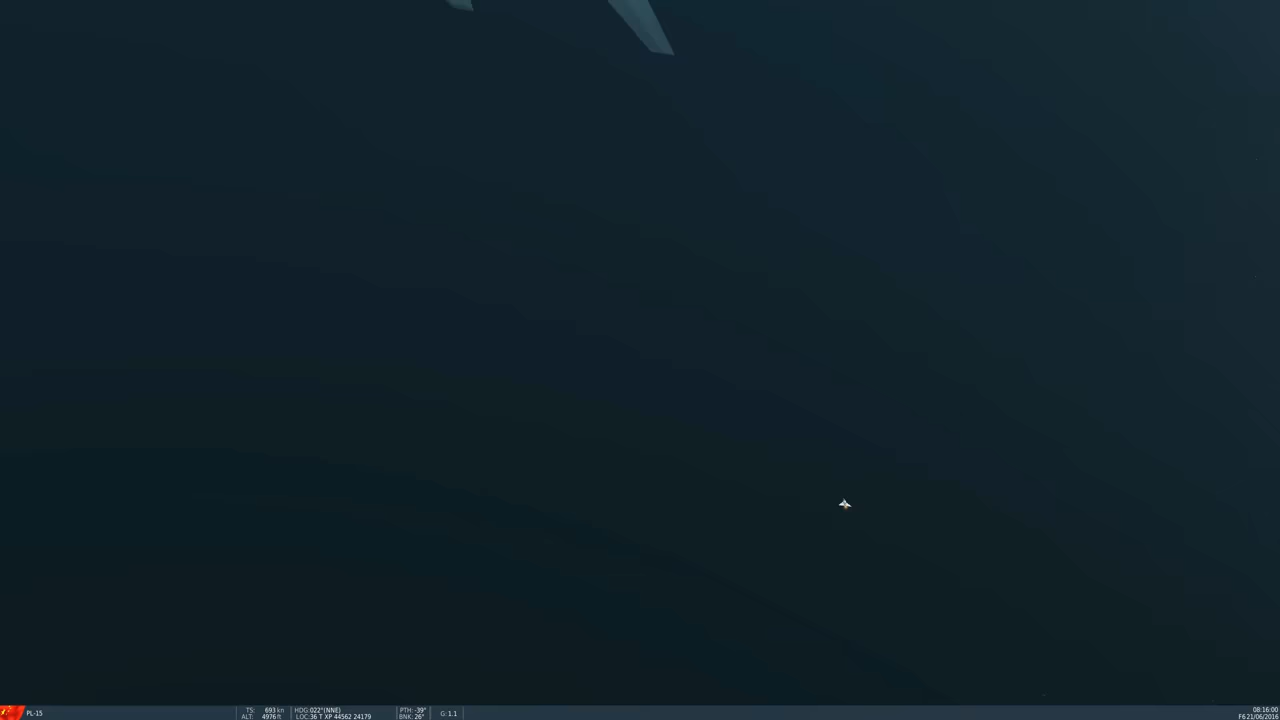 PL-15
TS: 693 kn
ALT: 4976 ft
HDG: 022°(NNE)
LOC: 36 T XP 44562 24179
PTH: -39°
BNK: 26°
G: 1.1
08:16:00
F6 21/06/2016